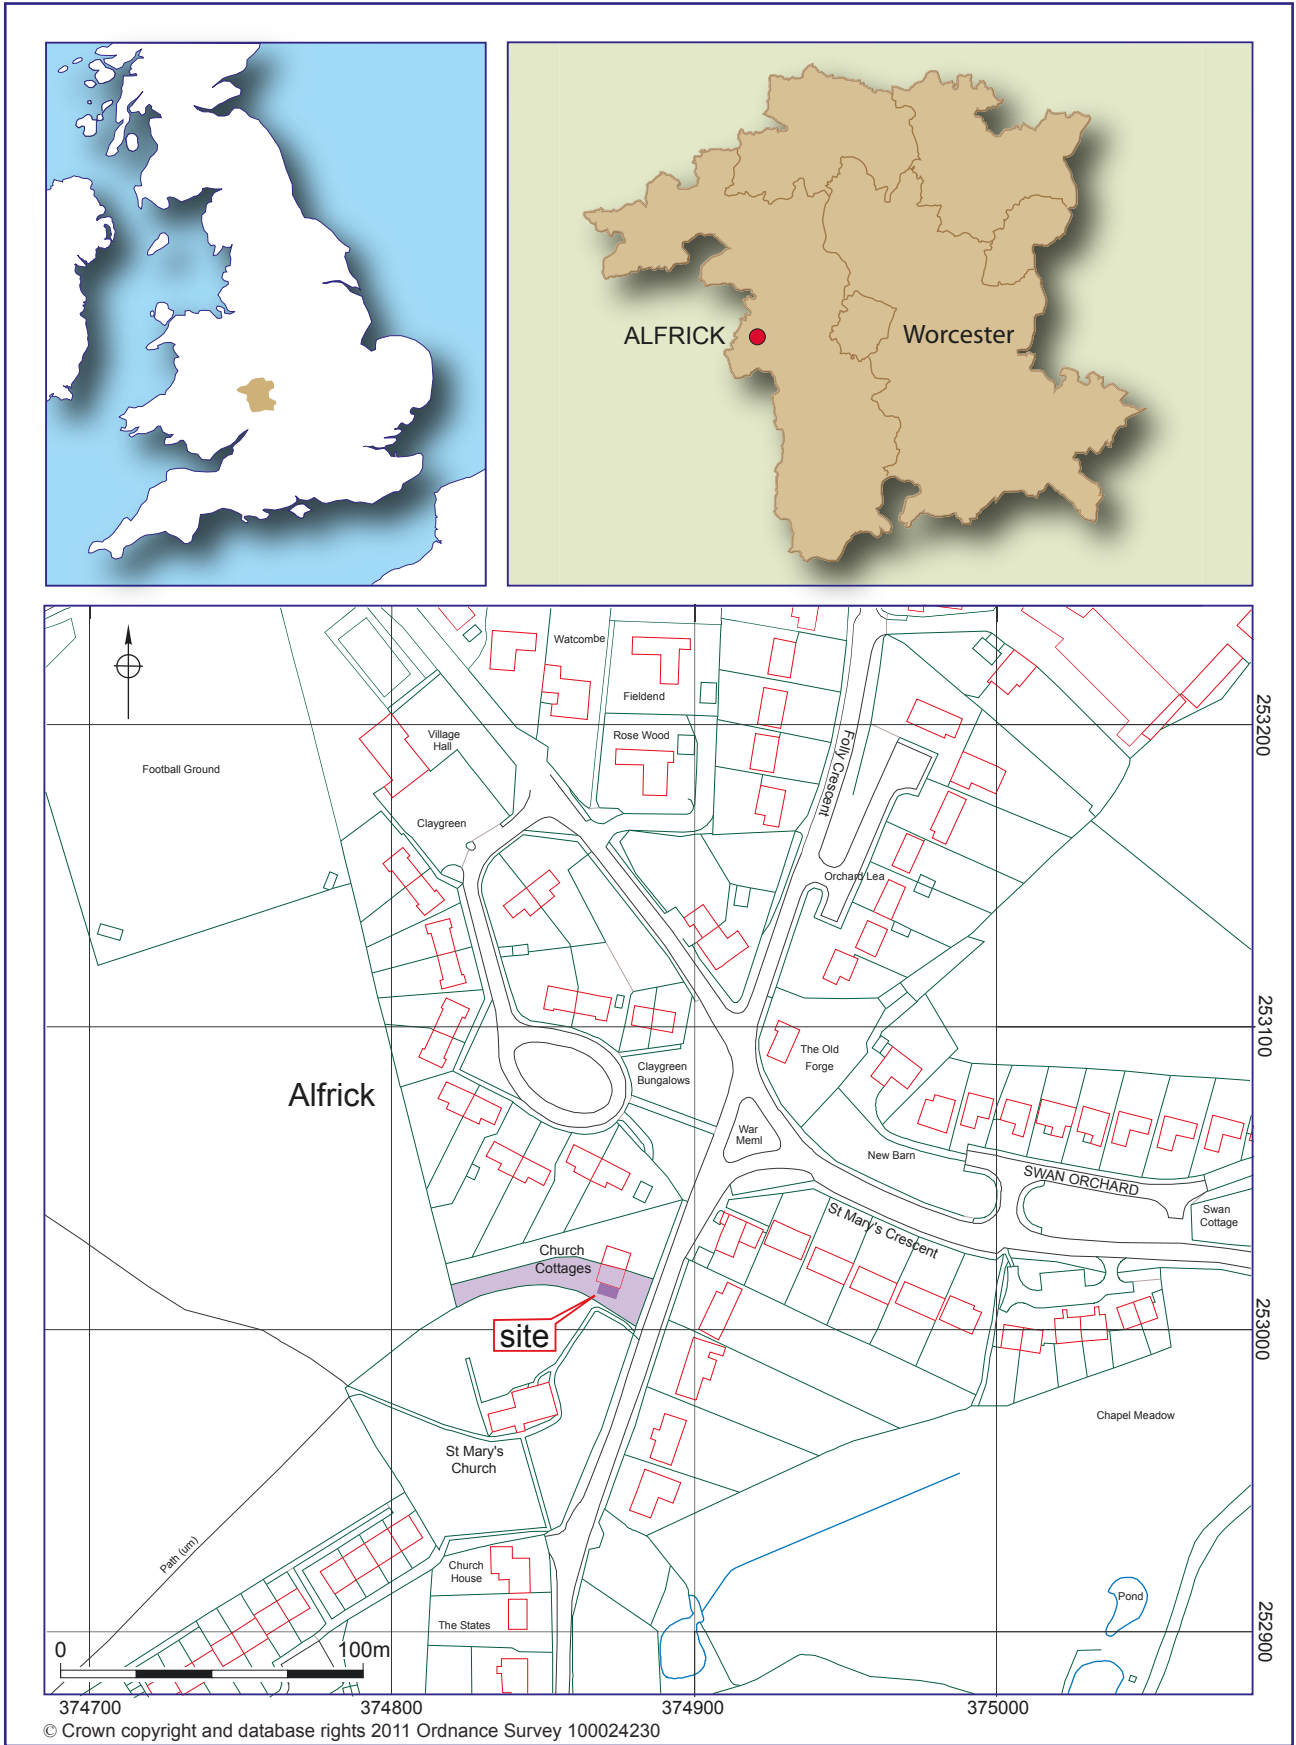 ALFRICK
Worcester
Watcombe
Fieldend
Village
Hall
Rose Wood
Folly Crescent
253200
Football Ground
Claygreen
Orchard Lea
253100
The Old
Forge
Claygreen
Bungalows
Alfrick
War
Meml
New Barn
SWAN ORCHARD
Swan
Cottage
St Mary's Crescent
Church
Cottages
site
253000
Chapel Meadow
St Mary's
Church
Path (um)
Church
House
Pond
The States
252900
0
100m
374700
374800
374900
375000
© Crown copyright and database rights 2011 Ordnance Survey 100024230